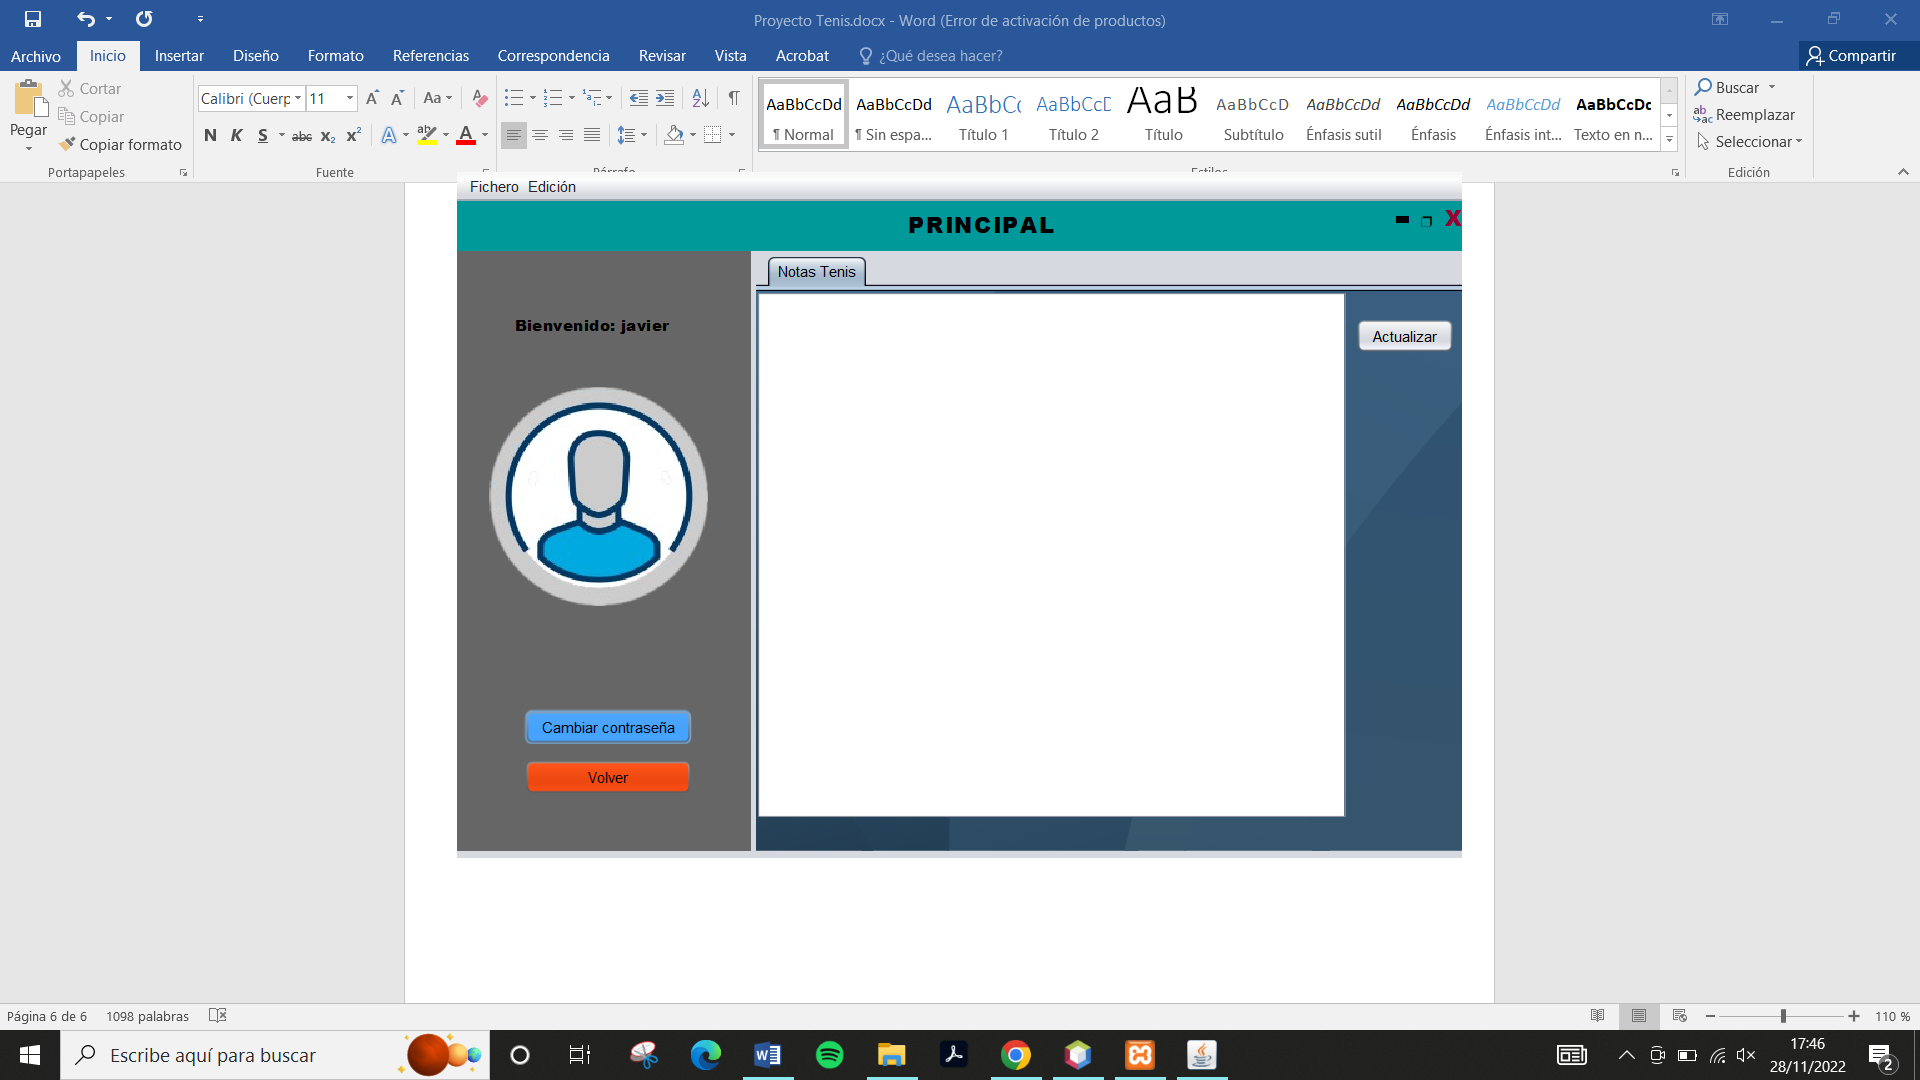 Proyecto Tenis.docx - Word (Error de activación de productos)
Archivo Inicio Insertar Diseño Formato Referencias Correspondencia Revisar Vista Acrobat ¿Qué desea hacer? Compartir
Pegar
Cortar
Copiar
Copiar formato
Portapapeles
Calibri (Cuerp 11 Aa
N K S abc x₂ x² A ab A
Fuente
AaBbCcDd AaBbCcDd AaBbC AaBbCcD AaB AaBbCcD AaBbCcDd AaBbCcDd AaBbCcDd AaBbCcDc
¶ Normal ¶ Sin espa... Título 1 Título 2 Título Subtítulo Énfasis sutil Énfasis Énfasis int... Texto en n...
Buscar
Reemplazar
Seleccionar
Edición
Fichero Edición
PRINCIPAL
X
Notas Tenis
Bienvenido: javier
Actualizar
Cambiar contraseña
Volver
Página 6 de 6 1098 palabras
110 %
Escribe aquí para buscar
17:46
28/11/2022
2